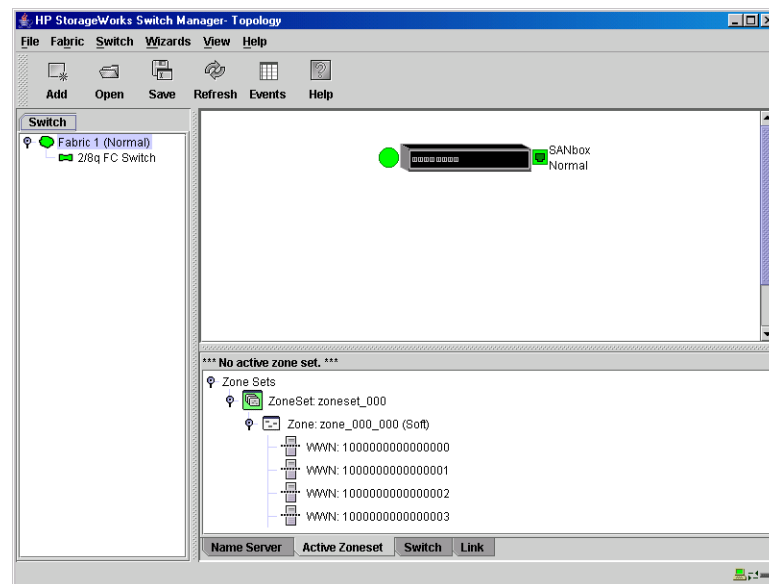 HP StorageWorks Switch Manager- Topology
File Fabric Switch Wizards View Help
Add Open Save Refresh Events Help
Switch
Fabric 1 (Normal)
2/8q FC Switch
SANbox
Normal
*** No active zone set. ***
Zone Sets
ZoneSet: zoneset_000
Zone: zone_000_000 (Soft)
WWN: 1000000000000000
WWN: 1000000000000001
WWN: 1000000000000002
WWN: 1000000000000003
Name Server Active Zoneset Switch Link